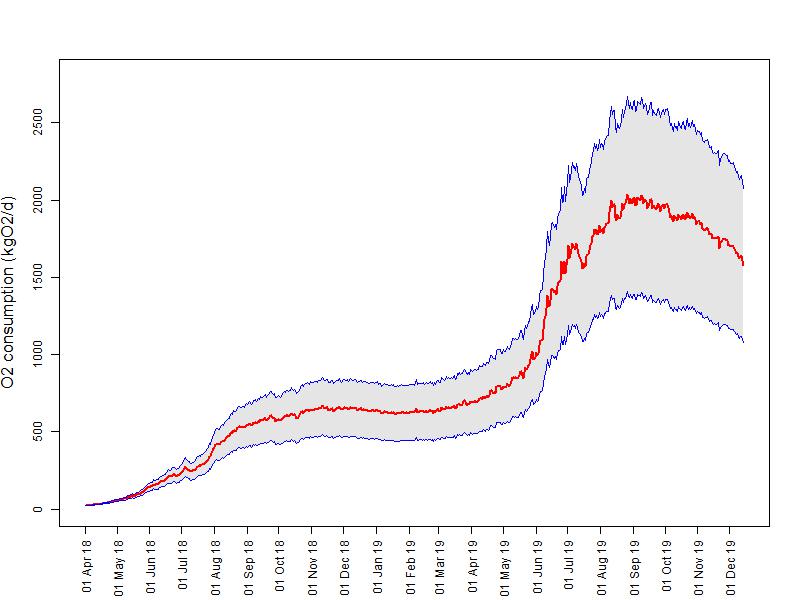 O2 consumption (kgO2/d)
2500
2000
1500
1000
500
0
01 Apr 18
01 May 18
01 Jun 18
01 Jul 18
01 Aug 18
01 Sep 18
01 Oct 18
01 Nov 18
01 Dec 18
01 Jan 19
01 Feb 19
01 Mar 19
01 Apr 19
01 May 19
01 Jun 19
01 Jul 19
01 Aug 19
01 Sep 19
01 Oct 19
01 Nov 19
01 Dec 19